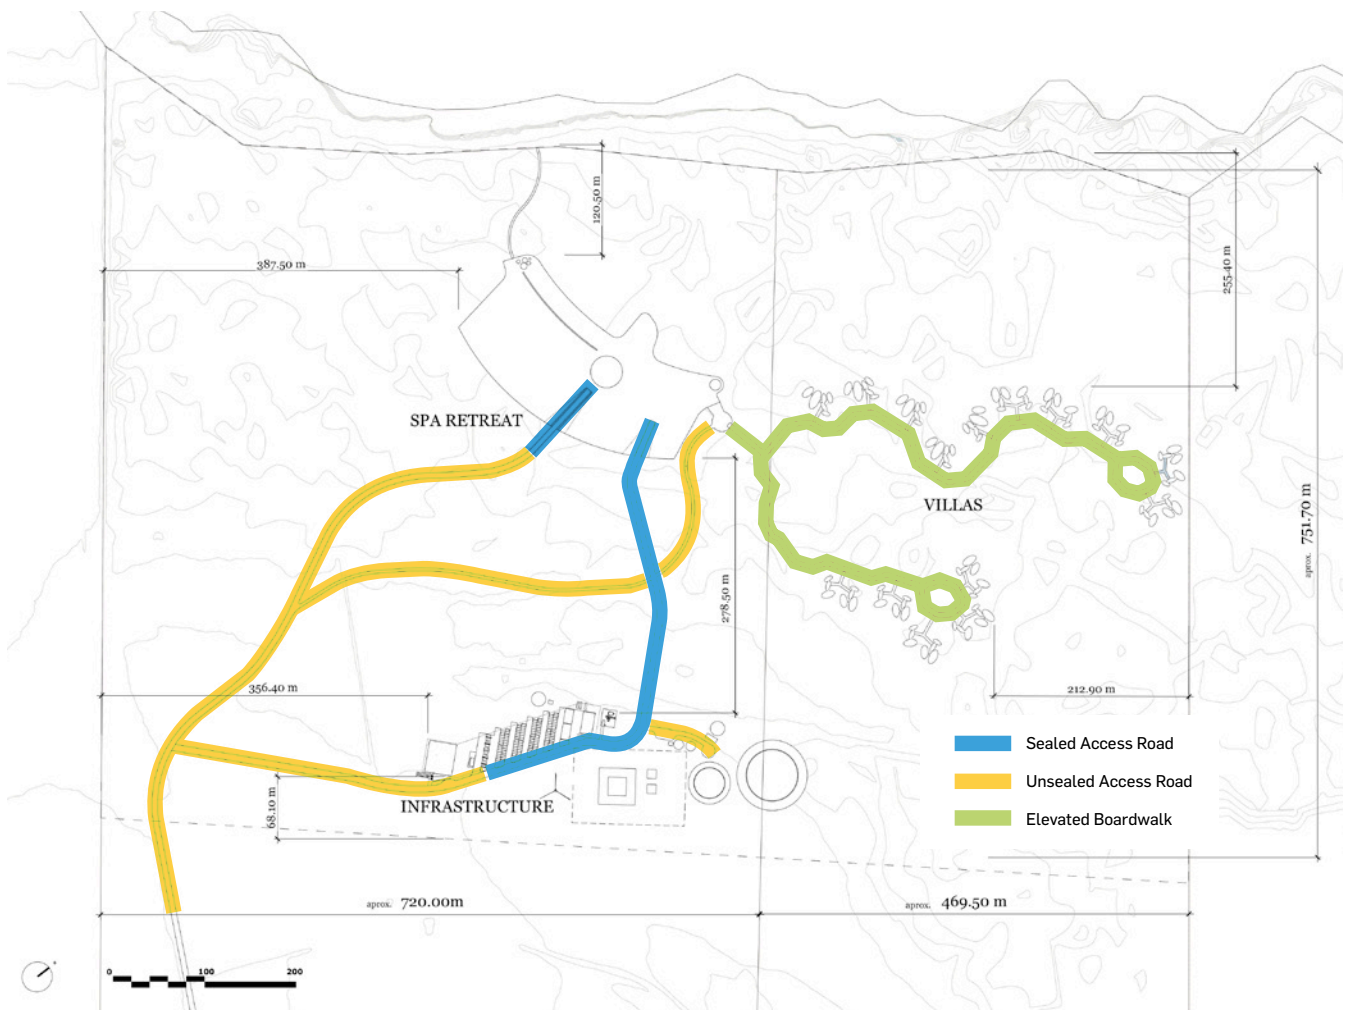 120.50 m
255.40 m
387.50 m
SPA RETREAT
VILLAS
aprox. 751.70 m
278.50 m
356.40 m
212.90 m
Sealed Access Road
Unsealed Access Road
Elevated Boardwalk
INFRASTRUCTURE
68.10 m
aprox. 720.00m
aprox. 469.50 m
0 100 200